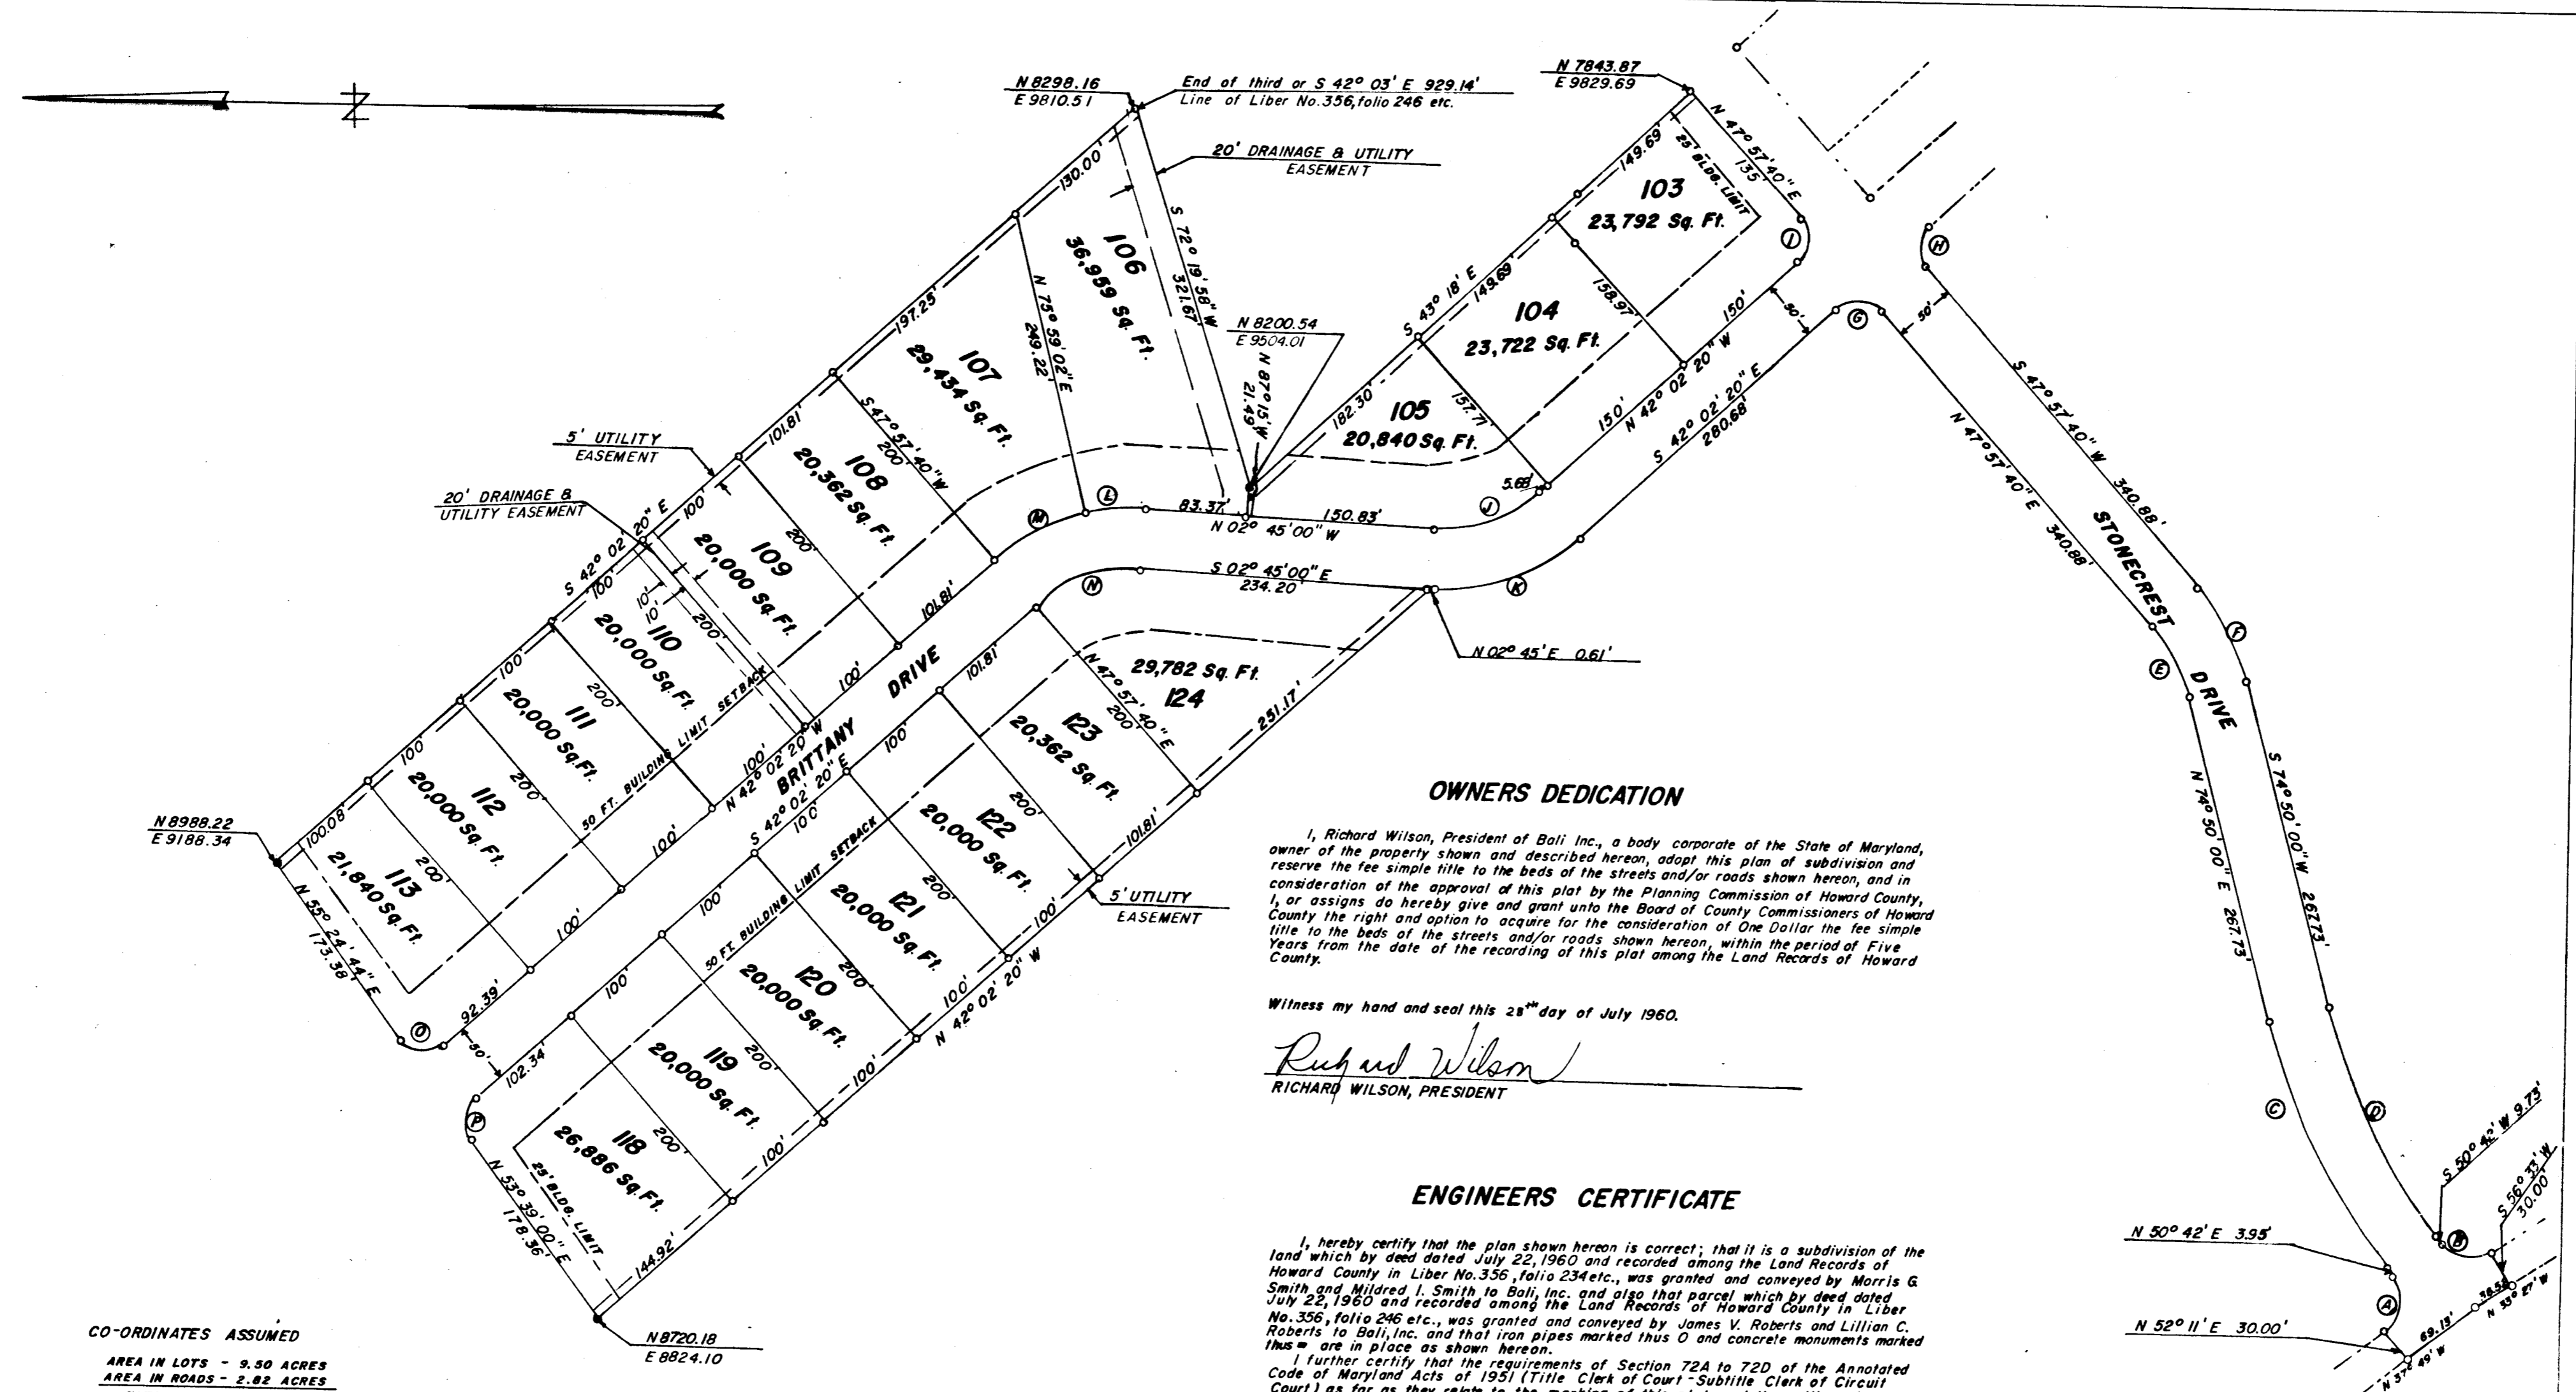 N 8298.16
E 9810.51
End of third or S 42° 03' E 929.14'
Line of Liber No.356,folio 246 etc.
N 7843.87
E 9829.69
20' DRAINAGE & UTILITY
EASEMENT
130.00'
106
36,959 Sq. Ft.
S 72° 19' 58" W
321.67'
N 75° 59' 02" E
249.22'
N 8200.54
E 9504.01
N 87° 15' W
21.49
149.69'
25' BLDG. LIMIT
N 47° 57' 40" E
135'
103
23,792 Sq. Ft.
I
H
G
50'
50'
S 43° 18' E
149.69'
158.97'
104
23,722 Sq. Ft.
150'
N 42° 02' 20" W
150'
182.30'
157.71'
105
20,840 Sq. Ft.
5.68'
S 42° 02' 20" E
280.68'
197.25'
107
29,434 Sq. Ft.
5' UTILITY
EASEMENT
101.81'
S 47° 57' 40" W
200'
108
20,362 Sq. Ft.
20' DRAINAGE &
UTILITY EASEMENT
S 42° 02' 20" E
100'
200'
109
20,000 Sq. Ft.
M
L
83.37'
N 02° 45' 00" W
150.83'
J
N
S 02° 45' 00" E
234.20'
K
N 02° 45' E 0.61'
100'
10'
10'
200'
110
20,000 Sq. Ft.
101.81'
100'
100'
200'
111
20,000 Sq. Ft.
50 FT. BUILDING LIMIT SETBACK
100'
N 42° 02' 20" W
BRITTANY DRIVE
100'
200'
112
20,000 Sq. Ft.
100'
N 8988.22
E 9188.34
100.08'
200'
113
21,840 Sq. Ft.
100'
N 55° 24' 44" E
173.38'
92.39'
O
50'
101.81'
N 47° 57' 40" E
200'
29,782 Sq. Ft.
124
251.17'
123
20,362 Sq. Ft.
100'
200'
101.81'
122
20,000 Sq. Ft.
S 42° 02' 20" E
100'
200'
100'
5' UTILITY
EASEMENT
121
20,000 Sq. Ft.
50 FT. BUILDING LIMIT SETBACK
100'
200'
100'
N 42° 02' 20" W
120
20,000 Sq. Ft.
100'
200'
100'
119
20,000 Sq. Ft.
102.34'
200'
100'
118
26,886 Sq. Ft.
25' BLDG. LIMIT
P
N 53° 39' 00" E
178.36'
144.92'
N 8720.18
E 8824.10
S 47° 57' 40" W
340.88'
N 47° 57' 40" E 340.88'
STONECREST DRIVE
F
E
S 74° 50' 00" W 267.73'
N 74° 50' 00" E 267.73'
C
D
S 50° 42' W 9.73'
S 56° 33' W
30.00'
B
N 50° 42' E 3.95'
A
N 33° 27' W
N 52° 11' E 30.00'
69.13'
N 37° 49' W
OWNERS DEDICATION
I, Richard Wilson, President of Bali Inc., a body corporate of the State of Maryland,
owner of the property shown and described hereon, adopt this plan of subdivision and
reserve the fee simple title to the beds of the streets and/or roads shown hereon, and in
consideration of the approval of this plat by the Planning Commission of Howard County,
I, or assigns do hereby give and grant unto the Board of County Commissioners of Howard
County the right and option to acquire for the consideration of One Dollar the fee simple
title to the beds of the streets and/or roads shown hereon, within the period of Five
Years from the date of the recording of this plat among the Land Records of Howard
County.
Witness my hand and seal this 28th day of July 1960.
Richard Wilson
RICHARD WILSON, PRESIDENT
ENGINEERS CERTIFICATE
I, hereby certify that the plan shown hereon is correct; that it is a subdivision of the
land which by deed dated July 22,1960 and recorded among the Land Records of
Howard County in Liber No.356, folio 234etc., was granted and conveyed by Morris G.
Smith and Mildred I. Smith to Bali, Inc. and also that parcel which by deed dated
July 22,1960 and recorded among the Land Records of Howard County in Liber
No.356, folio 246 etc., was granted and conveyed by James V. Roberts and Lillian C.
Roberts to Bali,Inc. and that iron pipes marked thus O and concrete monuments marked
thus are in place as shown hereon.
I further certify that the requirements of Section 72A to 72D of the Annotated
Code of Maryland Acts of 1951 (Title Clerk of Court-Subtitle Clerk of Circuit
CO-ORDINATES ASSUMED
AREA IN LOTS - 9.50 ACRES
AREA IN ROADS - 2.82 ACRES